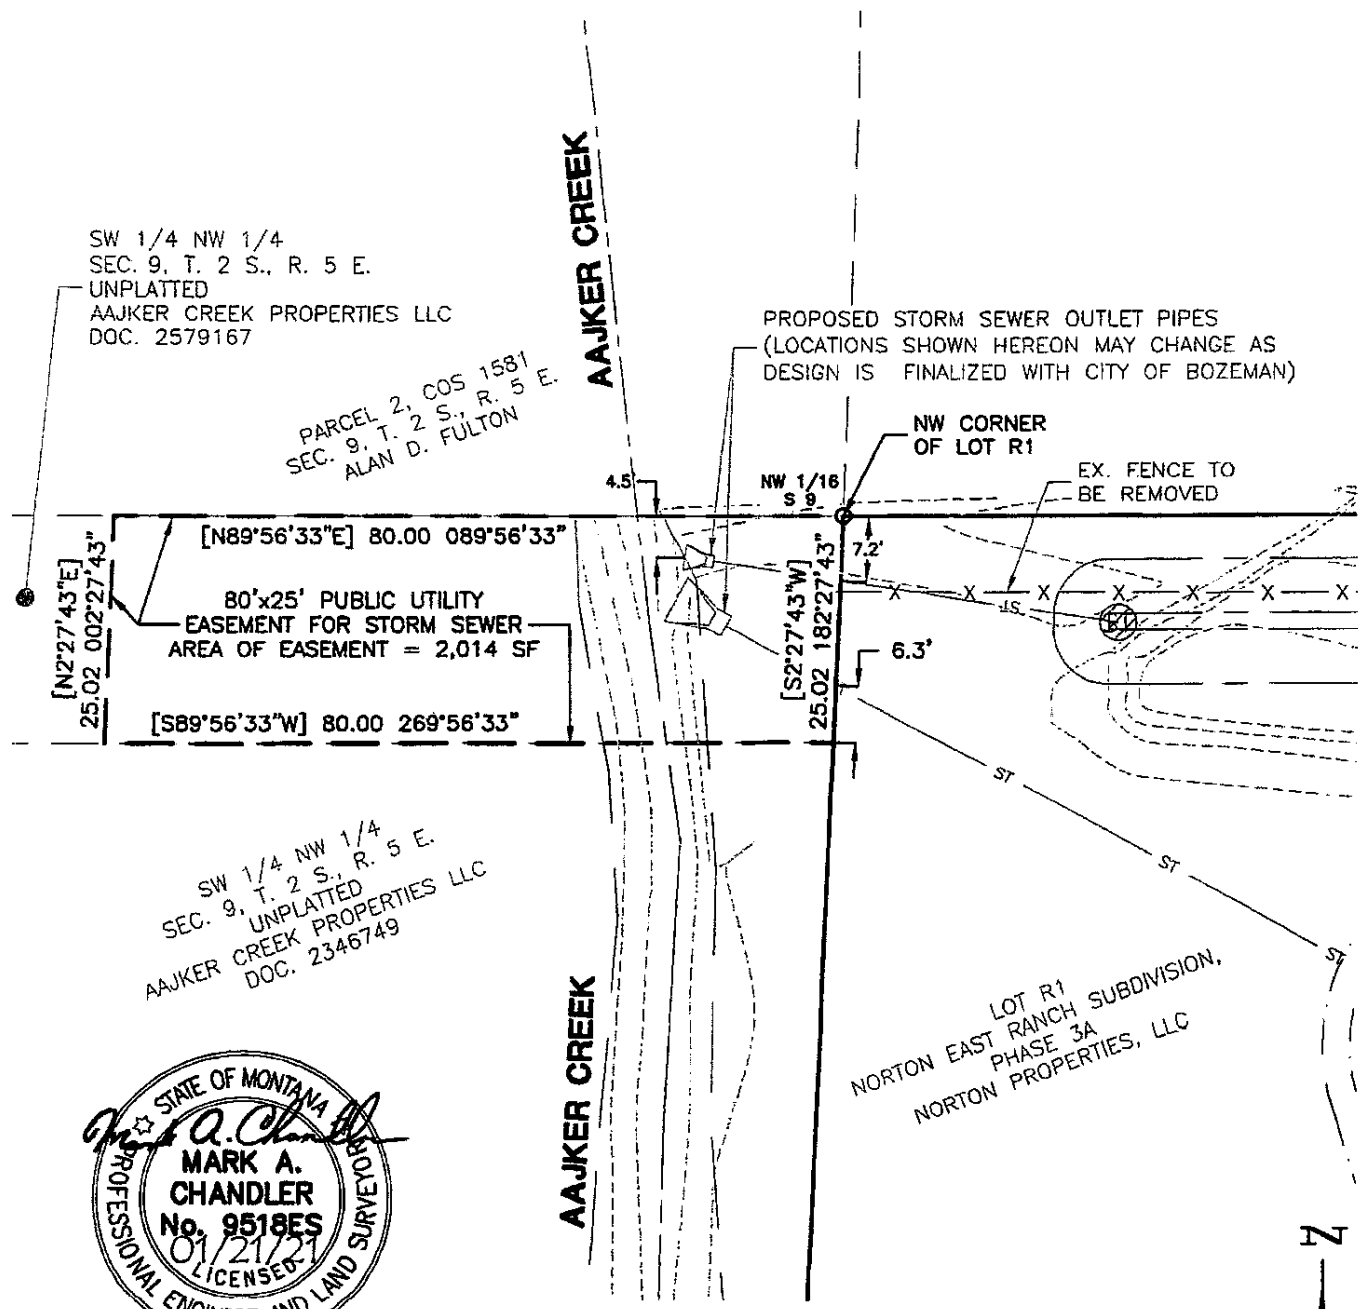 AAJKER CREEK
SW 1/4 NW 1/4
SEC. 9, T. 2 S., R. 5 E.
UNPLATTED
AAJKER CREEK PROPERTIES LLC
DOC. 2579167
PARCEL 2, COS 1581
SEC. 9, T. 2 S., R. 5 E.
ALAN D. FULTON
PROPOSED STORM SEWER OUTLET PIPES
(LOCATIONS SHOWN HEREON MAY CHANGE AS
DESIGN IS FINALIZED WITH CITY OF BOZEMAN)
NW CORNER
OF LOT R1
EX. FENCE TO
BE REMOVED
4.5'
NW 1/16
S 9
[N89°56'33"E] 80.00 089°56'33"
7.2'
[N2°27'43"E]
25.02 002°27'43"
80'x25' PUBLIC UTILITY
EASEMENT FOR STORM SEWER
AREA OF EASEMENT = 2,014 SF
[S2°27'43"W]
25.02 182°27'43"
X X X X X X X
ST
6.3'
[S89°56'33"W] 80.00 269°56'33"
ST
ST
ST
SW 1/4 NW 1/4
SEC. 9, T. 2 S., R. 5 E.
UNPLATTED
AAJKER CREEK PROPERTIES LLC
DOC. 2346749
AAJKER CREEK
LOT R1
NORTON EAST RANCH SUBDIVISION,
PHASE 3A
NORTON PROPERTIES, LLC
STATE OF MONTANA
Mark A. Chandler
MARK A.
CHANDLER
No. 9518ES
01/21/21
LICENSED
PROFESSIONAL ENGINEER AND LAND SURVEYOR
N